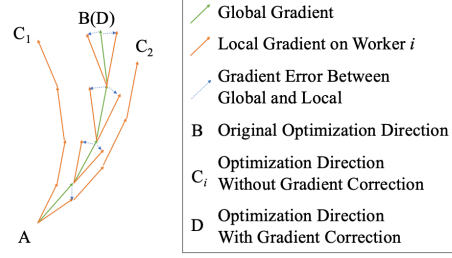 B(D)
C1
C2
A
Global Gradient
Local Gradient on Worker i
Gradient Error Between
Global and Local
B Original Optimization Direction
Ci Optimization Direction
Without Gradient Correction
D Optimization Direction
With Gradient Correction